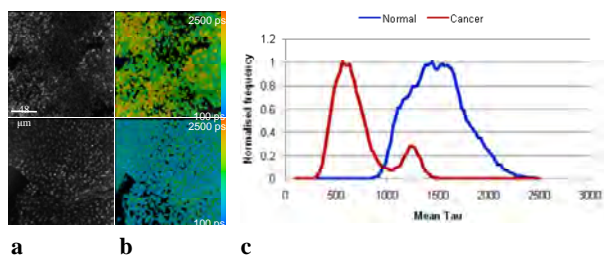 2500 ps
100 ps
48
µm
2500 ps
100 ps
a
b
Normal
Cancer
Normalised frequency
1.2
1
0.8
0.6
0.4
0.2
0
0
500
1000
1500
2000
2500
3000
Mean Tau
c